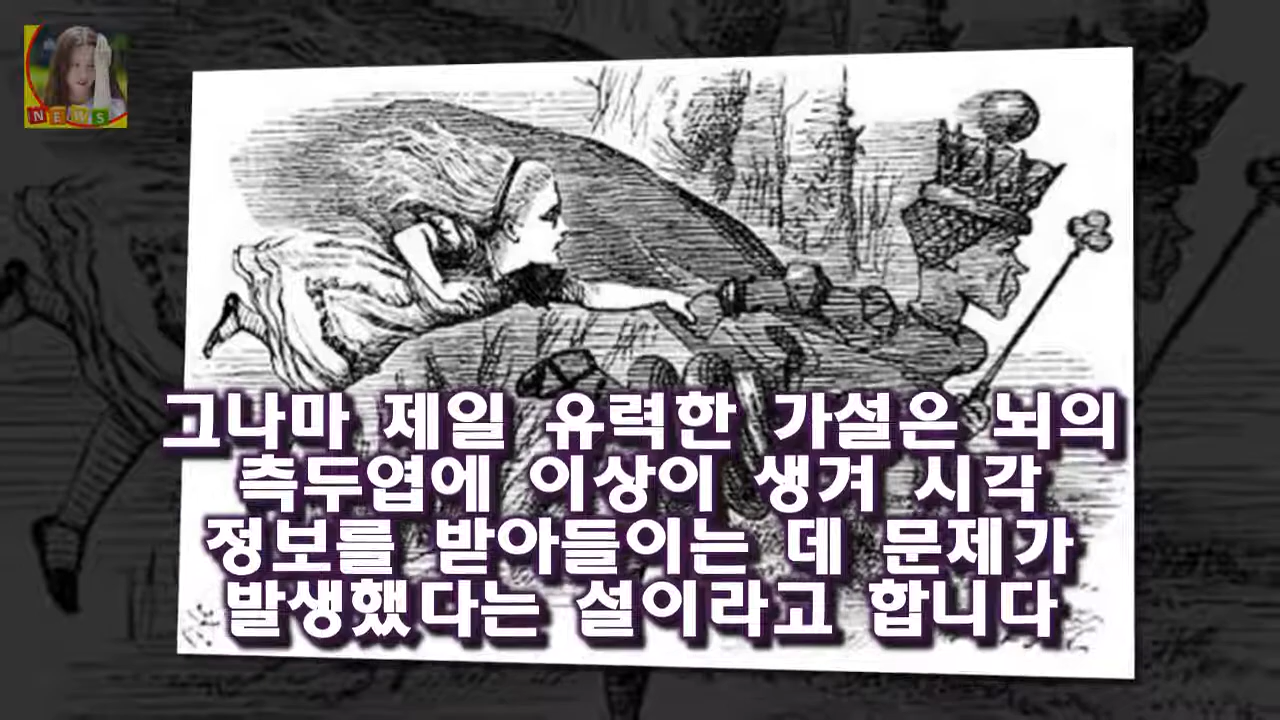 NEWS
그나마 제일 유력한 가설은 뇌의
측두엽에 이상이 생겨 시각
정보를 받아들이는 데 문제가
발생했다는 설이라고 합니다